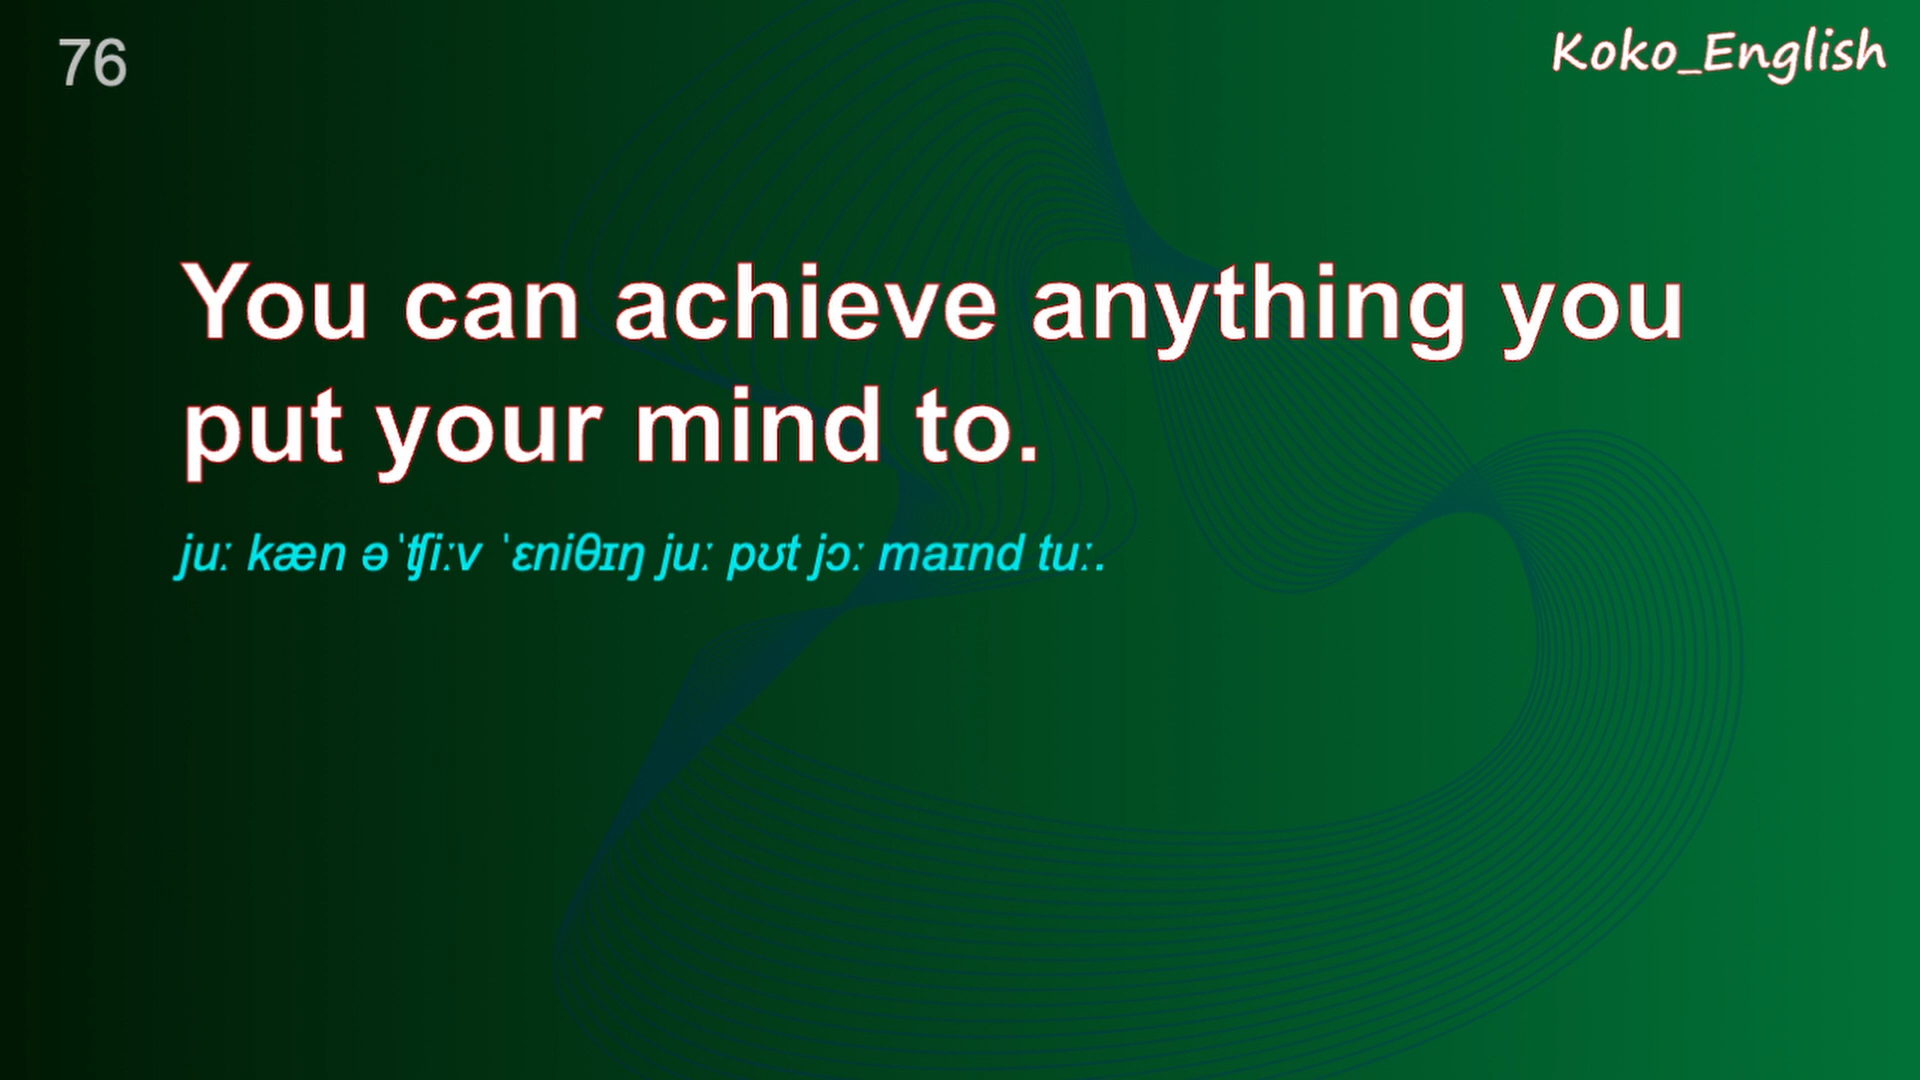 76
Koko_English
You can achieve anything you
put your mind to.
juː kæn əˈʧiːv ˈɛniθɪŋ juː pʊt jɔː maɪnd tuː.